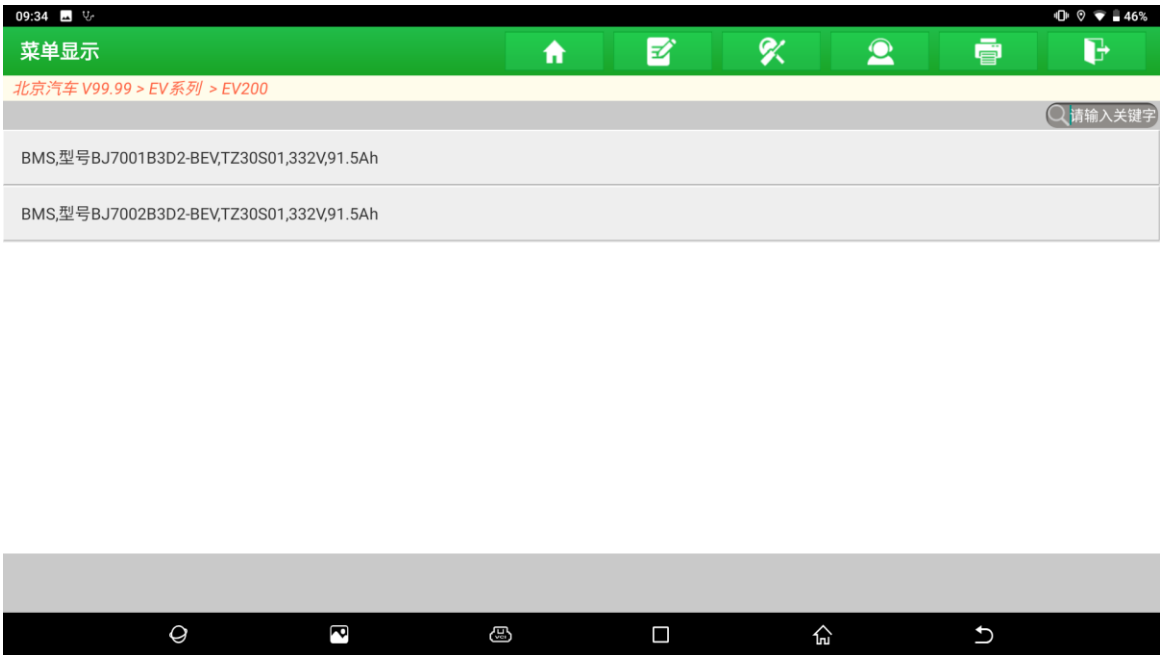 09:34
46%
菜单显示
北京汽车 V99.99 > EV系列 > EV200
请输入关键字
BMS,型号BJ7001B3D2-BEV,TZ30S01,332V,91.5Ah
BMS,型号BJ7002B3D2-BEV,TZ30S01,332V,91.5Ah
VCI